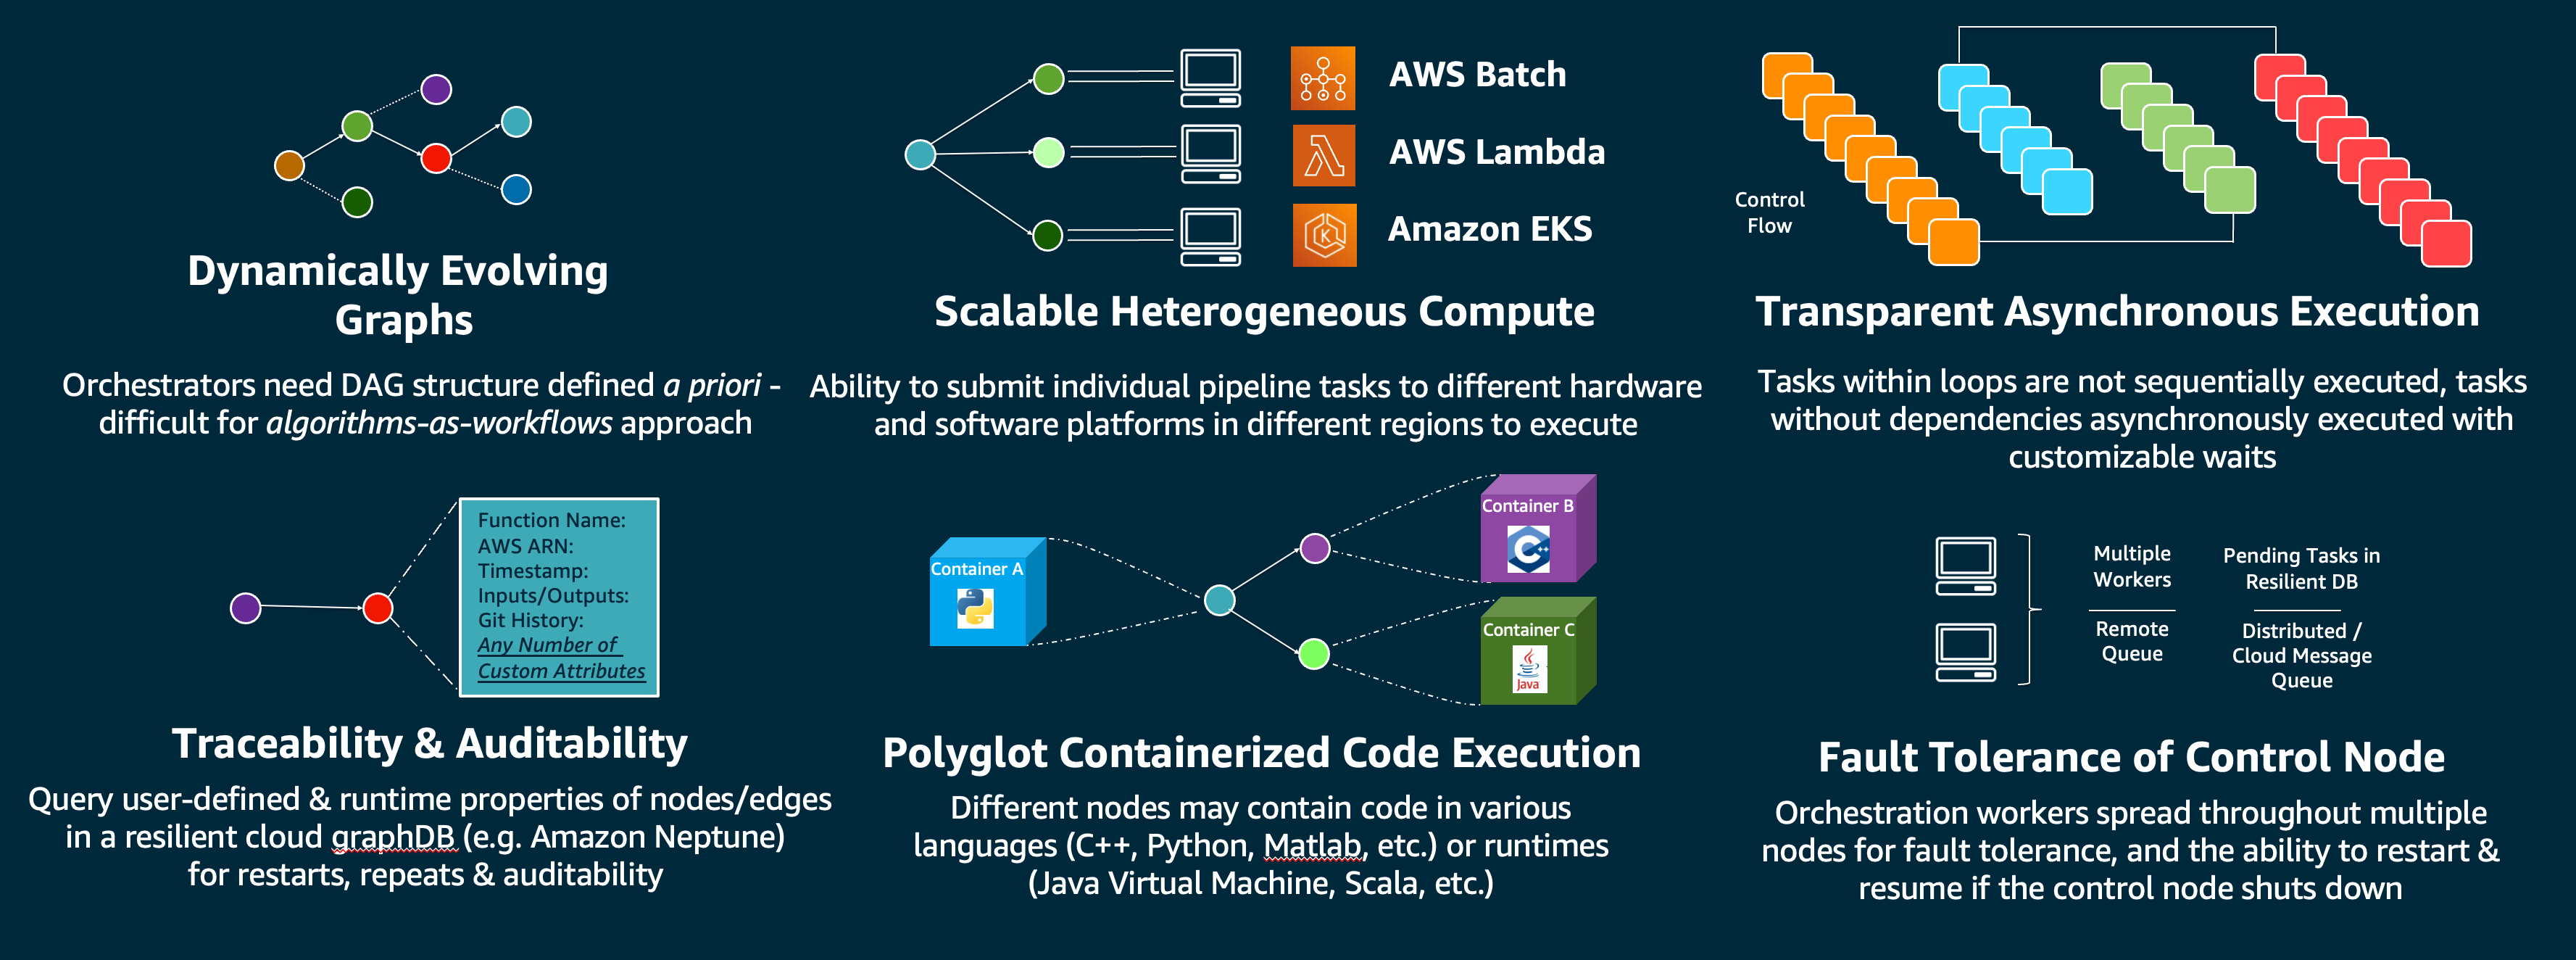 Dynamically Evolving
Graphs
Orchestrators need DAG structure defined a priori -
difficult for algorithms-as-workflows approach
AWS Batch
AWS Lambda
Amazon EKS
Scalable Heterogeneous Compute
Ability to submit individual pipeline tasks to different hardware
and software platforms in different regions to execute
Control
Flow
Transparent Asynchronous Execution
Tasks within loops are not sequentially executed, tasks
without dependencies asynchronously executed with
customizable waits
Function Name:
AWS ARN:
Timestamp:
Inputs/Outputs:
Git History:
Any Number of
Custom Attributes
Traceability & Auditability
Query user-defined & runtime properties of nodes/edges
in a resilient cloud graphDB (e.g. Amazon Neptune)
for restarts, repeats & auditability
Container A
Container B
C++
Container C
Java
Polyglot Containerized Code Execution
Different nodes may contain code in various
languages (C++, Python, Matlab, etc.) or runtimes
(Java Virtual Machine, Scala, etc.)
Multiple
Workers
Remote
Queue
Pending Tasks in
Resilient DB
Distributed /
Cloud Message
Queue
Fault Tolerance of Control Node
Orchestration workers spread throughout multiple
nodes for fault tolerance, and the ability to restart &
resume if the control node shuts down